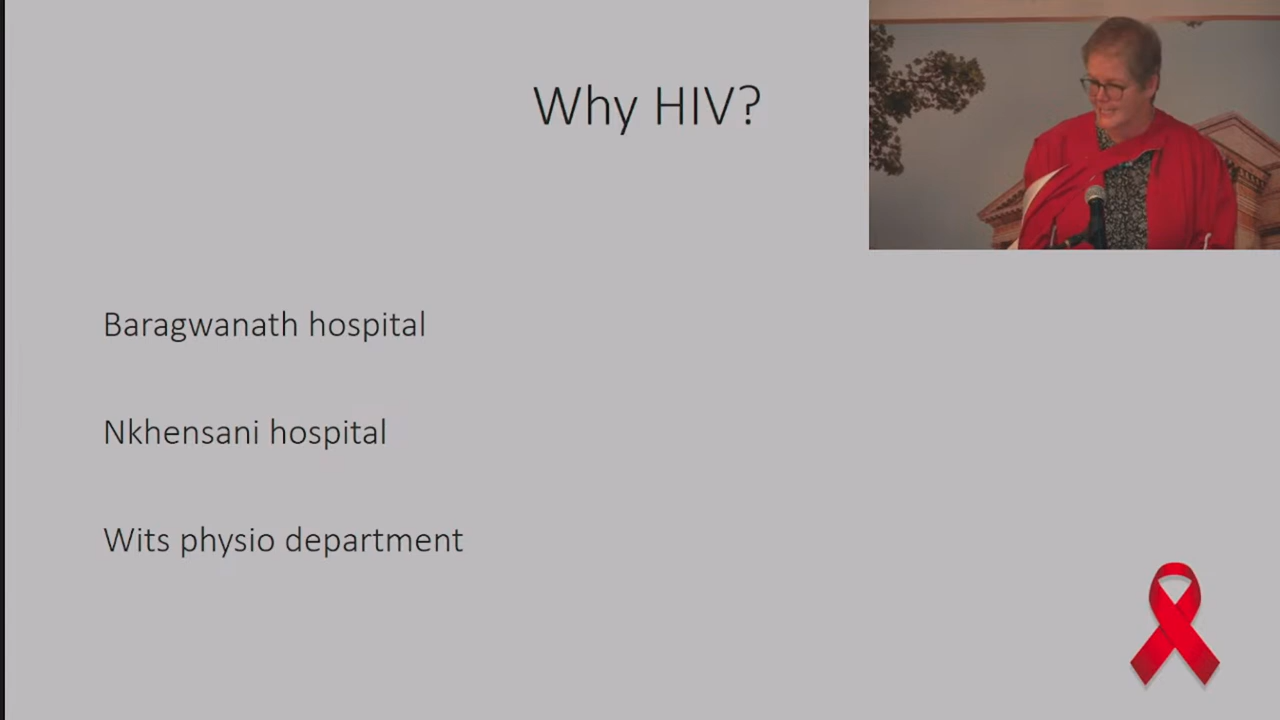 Why HIV?
Baragwanath hospital
Nkhensani hospital
Wits physio department